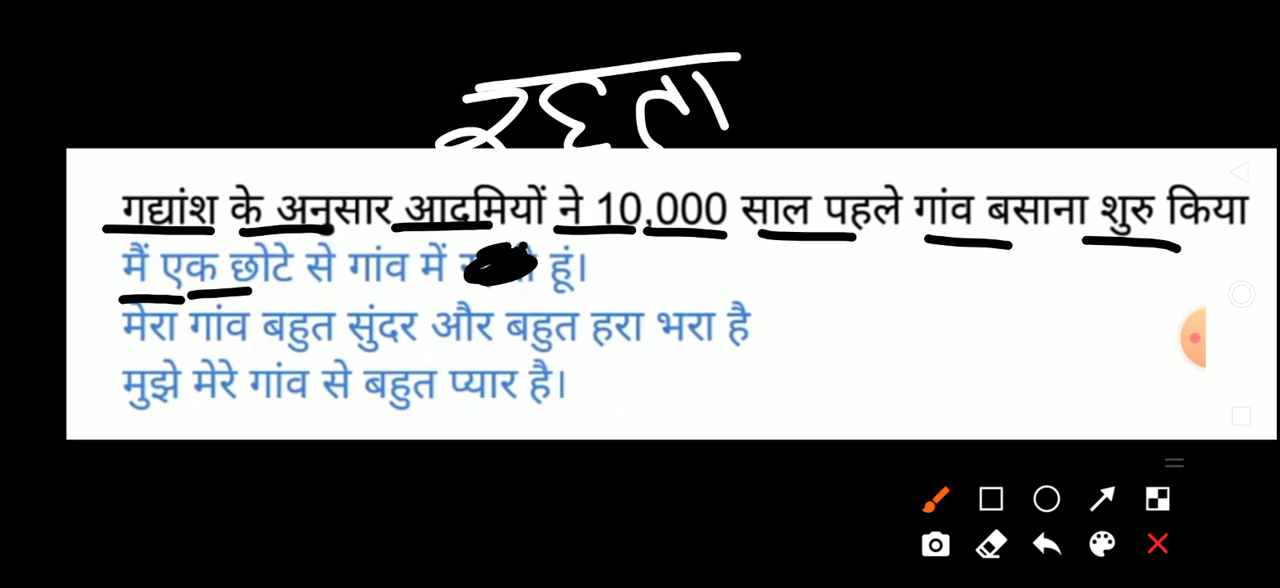 रहता
गद्यांश के अनुसार आदमियों ने 10,000 साल पहले गांव बसाना शुरु किया
मैं एक छोटे से गांव में हूं।
मेरा गांव बहुत सुंदर और बहुत हरा भरा है
मुझे मेरे गांव से बहुत प्यार है।